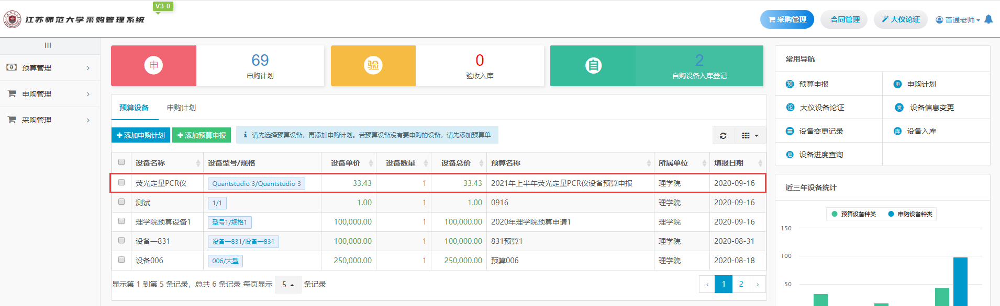 V3.0
江苏师范大学采购管理系统
采购管理
合同管理
大仪论证
普通老师
预算管理
申购管理
采购管理
申
69
申购计划
验
0
验收入库
自
2
自购设备入库登记
预算设备 申购计划
添加申购计划
添加预算申报
请先选择预算设备，再添加申购计划。若预算设备没有要申购的设备，请先添加预算单
设备名称 设备型号/规格 设备单价 设备数量 设备总价 预算名称 所属单位 填报日期
荧光定量PCR仪 Quantstudio 3/Quantstudio 3 33.43 1 33.43 2021年上半年荧光定量PCR仪设备预算申报 理学院 2020-09-16
测试 1/1 1.00 1 1.00 0916 理学院 2020-09-16
理学院预算设备1 型号1/规格1 100,000.00 1 100,000.00 2020年理学院预算申请1 理学院 2020-09-16
设备—831 设备—831/设备—831 100,000.00 1 100,000.00 831预算1 理学院 2020-08-31
设备006 006/大型 250,000.00 1 250,000.00 预算006 理学院 2020-08-18
显示第 1 到第 5 条记录，总共 6 条记录 每页显示 5 条记录
‹ 1 2 ›
常用导航
预 预算申报 申 申购计划
论 大仪设备论证 变 设备信息变更
设备变更记录 库 设备入库
进 设备进度查询
近三年设备统计
预算设备种类 申购设备种类
150
100
50